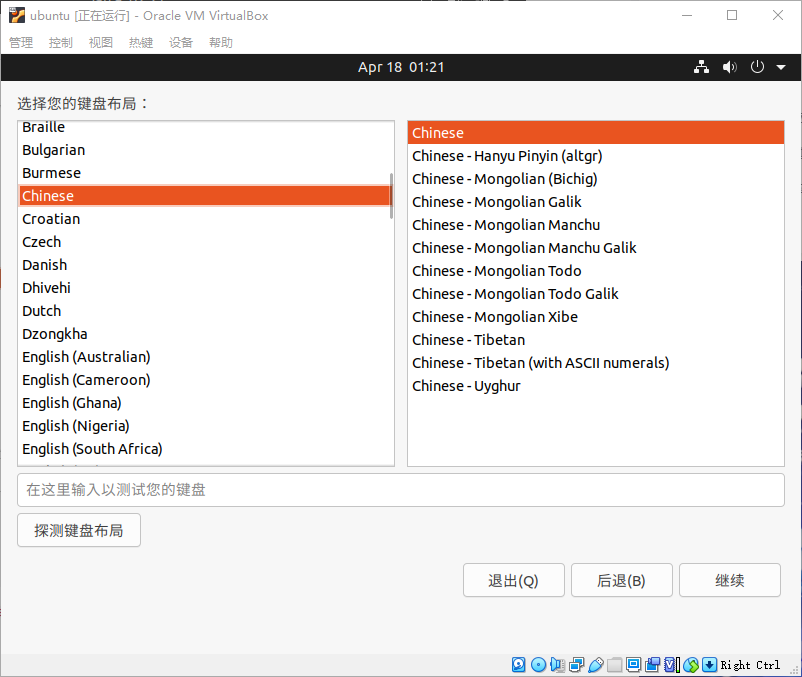 ubuntu [正在运行] - Oracle VM VirtualBox
管理 控制 视图 热键 设备 帮助
Apr 18 01:21
选择您的键盘布局：
Braille
Bulgarian
Burmese
Chinese
Croatian
Czech
Danish
Dhivehi
Dutch
Dzongkha
English (Australian)
English (Cameroon)
English (Ghana)
English (Nigeria)
English (South Africa)
Chinese
Chinese - Hanyu Pinyin (altgr)
Chinese - Mongolian (Bichig)
Chinese - Mongolian Galik
Chinese - Mongolian Manchu
Chinese - Mongolian Manchu Galik
Chinese - Mongolian Todo
Chinese - Mongolian Todo Galik
Chinese - Mongolian Xibe
Chinese - Tibetan
Chinese - Tibetan (with ASCII numerals)
Chinese - Uyghur
在这里输入以测试您的键盘
探测键盘布局
退出(Q) 后退(B) 继续
Right Ctrl